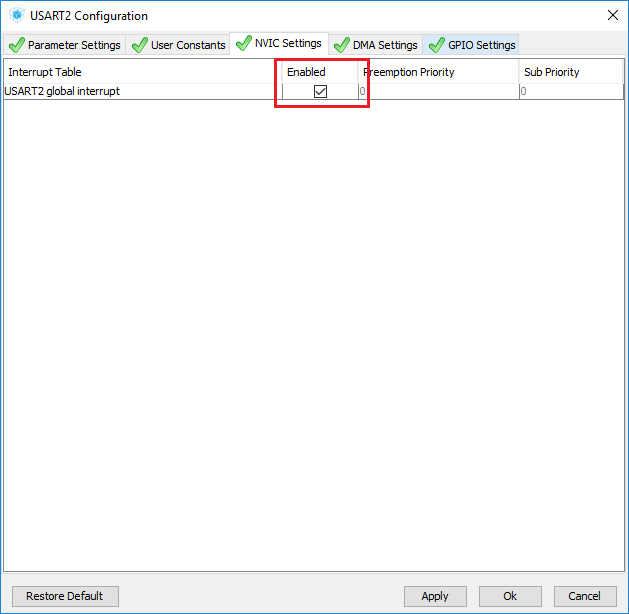 USART2 Configuration
Parameter Settings User Constants NVIC Settings DMA Settings GPIO Settings
Interrupt Table Enabled Preemption Priority Sub Priority
USART2 global interrupt 0 0
Restore Default Apply Ok Cancel